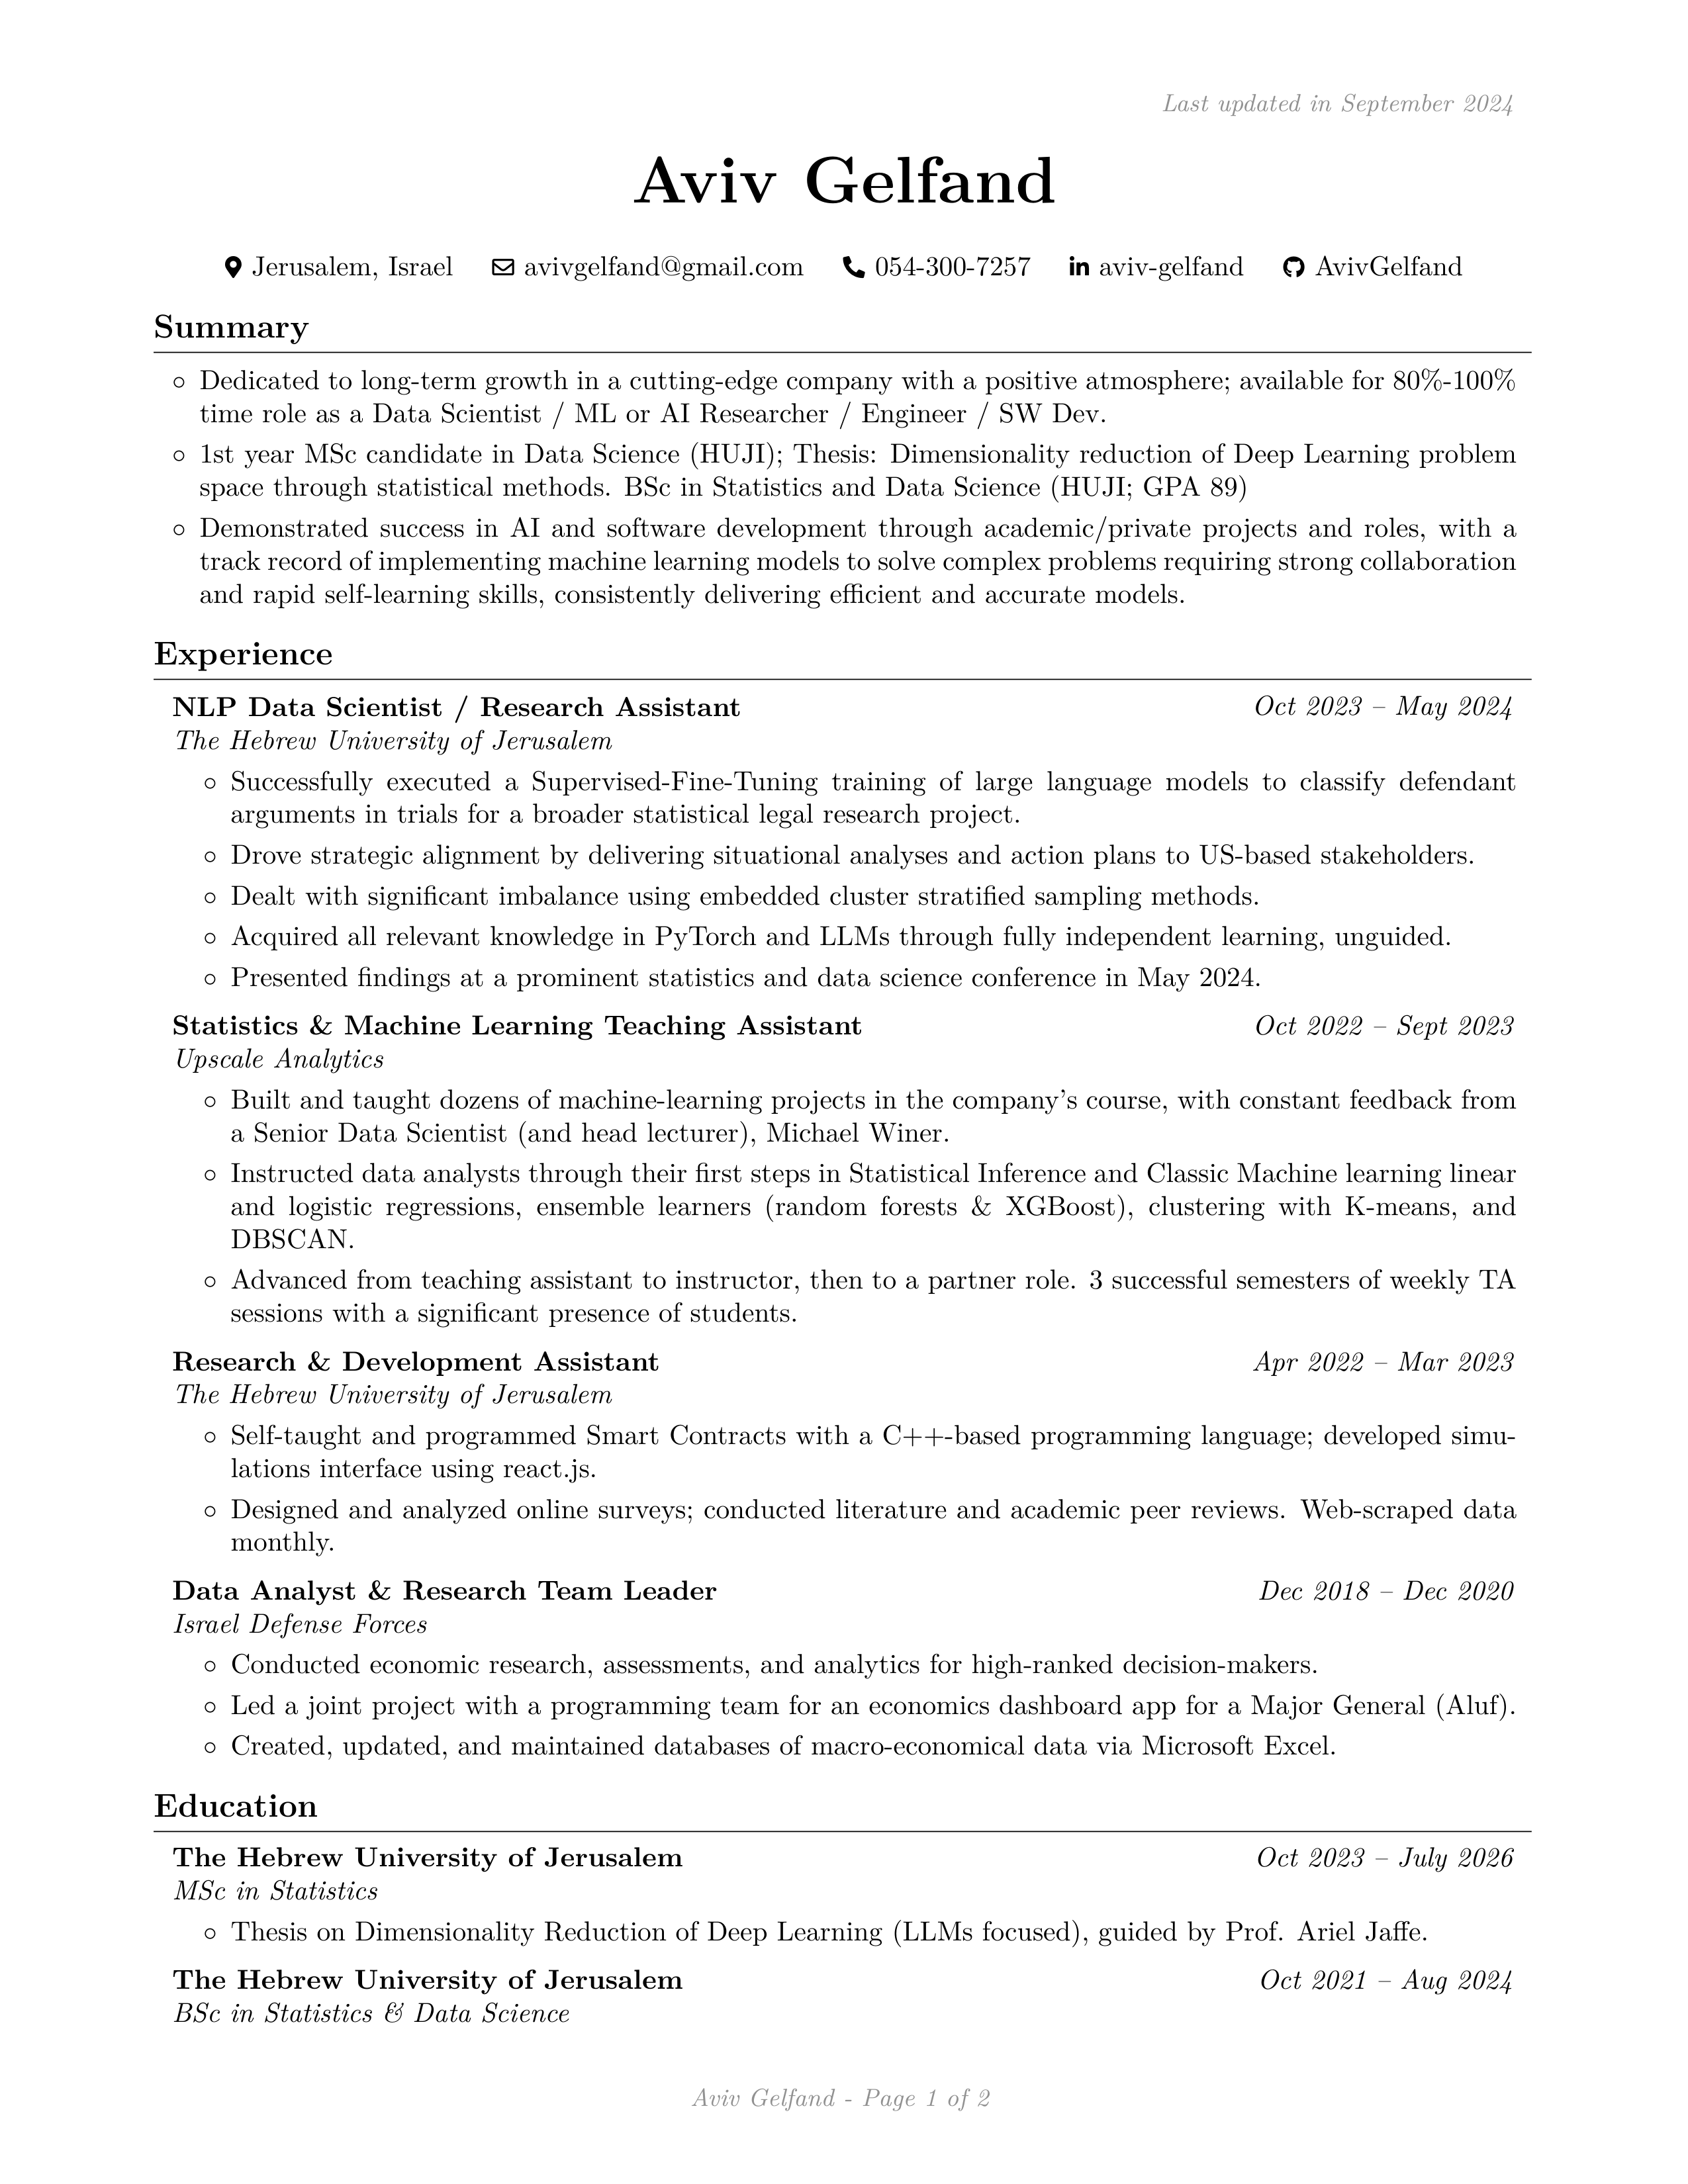 Last updated in September 2024
Aviv Gelfand
Jerusalem, Israel avivgelfand@gmail.com 054-300-7257 aviv-gelfand AvivGelfand
Summary
◦ Dedicated to long-term growth in a cutting-edge company with a positive atmosphere; available for 80%-100%
time role as a Data Scientist / ML or AI Researcher / Engineer / SW Dev.
◦ 1st year MSc candidate in Data Science (HUJI); Thesis: Dimensionality reduction of Deep Learning problem
space through statistical methods. BSc in Statistics and Data Science (HUJI; GPA 89)
◦ Demonstrated success in AI and software development through academic/private projects and roles, with a
track record of implementing machine learning models to solve complex problems requiring strong collaboration
and rapid self-learning skills, consistently delivering efficient and accurate models.
Experience
NLP Data Scientist / Research Assistant Oct 2023 – May 2024
The Hebrew University of Jerusalem
◦ Successfully executed a Supervised-Fine-Tuning training of large language models to classify defendant
arguments in trials for a broader statistical legal research project.
◦ Drove strategic alignment by delivering situational analyses and action plans to US-based stakeholders.
◦ Dealt with significant imbalance using embedded cluster stratified sampling methods.
◦ Acquired all relevant knowledge in PyTorch and LLMs through fully independent learning, unguided.
◦ Presented findings at a prominent statistics and data science conference in May 2024.
Statistics & Machine Learning Teaching Assistant Oct 2022 – Sept 2023
Upscale Analytics
◦ Built and taught dozens of machine-learning projects in the company's course, with constant feedback from
a Senior Data Scientist (and head lecturer), Michael Winer.
◦ Instructed data analysts through their first steps in Statistical Inference and Classic Machine learning linear
and logistic regressions, ensemble learners (random forests & XGBoost), clustering with K-means, and
DBSCAN.
◦ Advanced from teaching assistant to instructor, then to a partner role. 3 successful semesters of weekly TA
sessions with a significant presence of students.
Research & Development Assistant Apr 2022 – Mar 2023
The Hebrew University of Jerusalem
◦ Self-taught and programmed Smart Contracts with a C++-based programming language; developed simu-
lations interface using react.js.
◦ Designed and analyzed online surveys; conducted literature and academic peer reviews. Web-scraped data
monthly.
Data Analyst & Research Team Leader Dec 2018 – Dec 2020
Israel Defense Forces
◦ Conducted economic research, assessments, and analytics for high-ranked decision-makers.
◦ Led a joint project with a programming team for an economics dashboard app for a Major General (Aluf).
◦ Created, updated, and maintained databases of macro-economical data via Microsoft Excel.
Education
The Hebrew University of Jerusalem Oct 2023 – July 2026
MSc in Statistics
◦ Thesis on Dimensionality Reduction of Deep Learning (LLMs focused), guided by Prof. Ariel Jaffe.
The Hebrew University of Jerusalem Oct 2021 – Aug 2024
BSc in Statistics & Data Science
Aviv Gelfand - Page 1 of 2